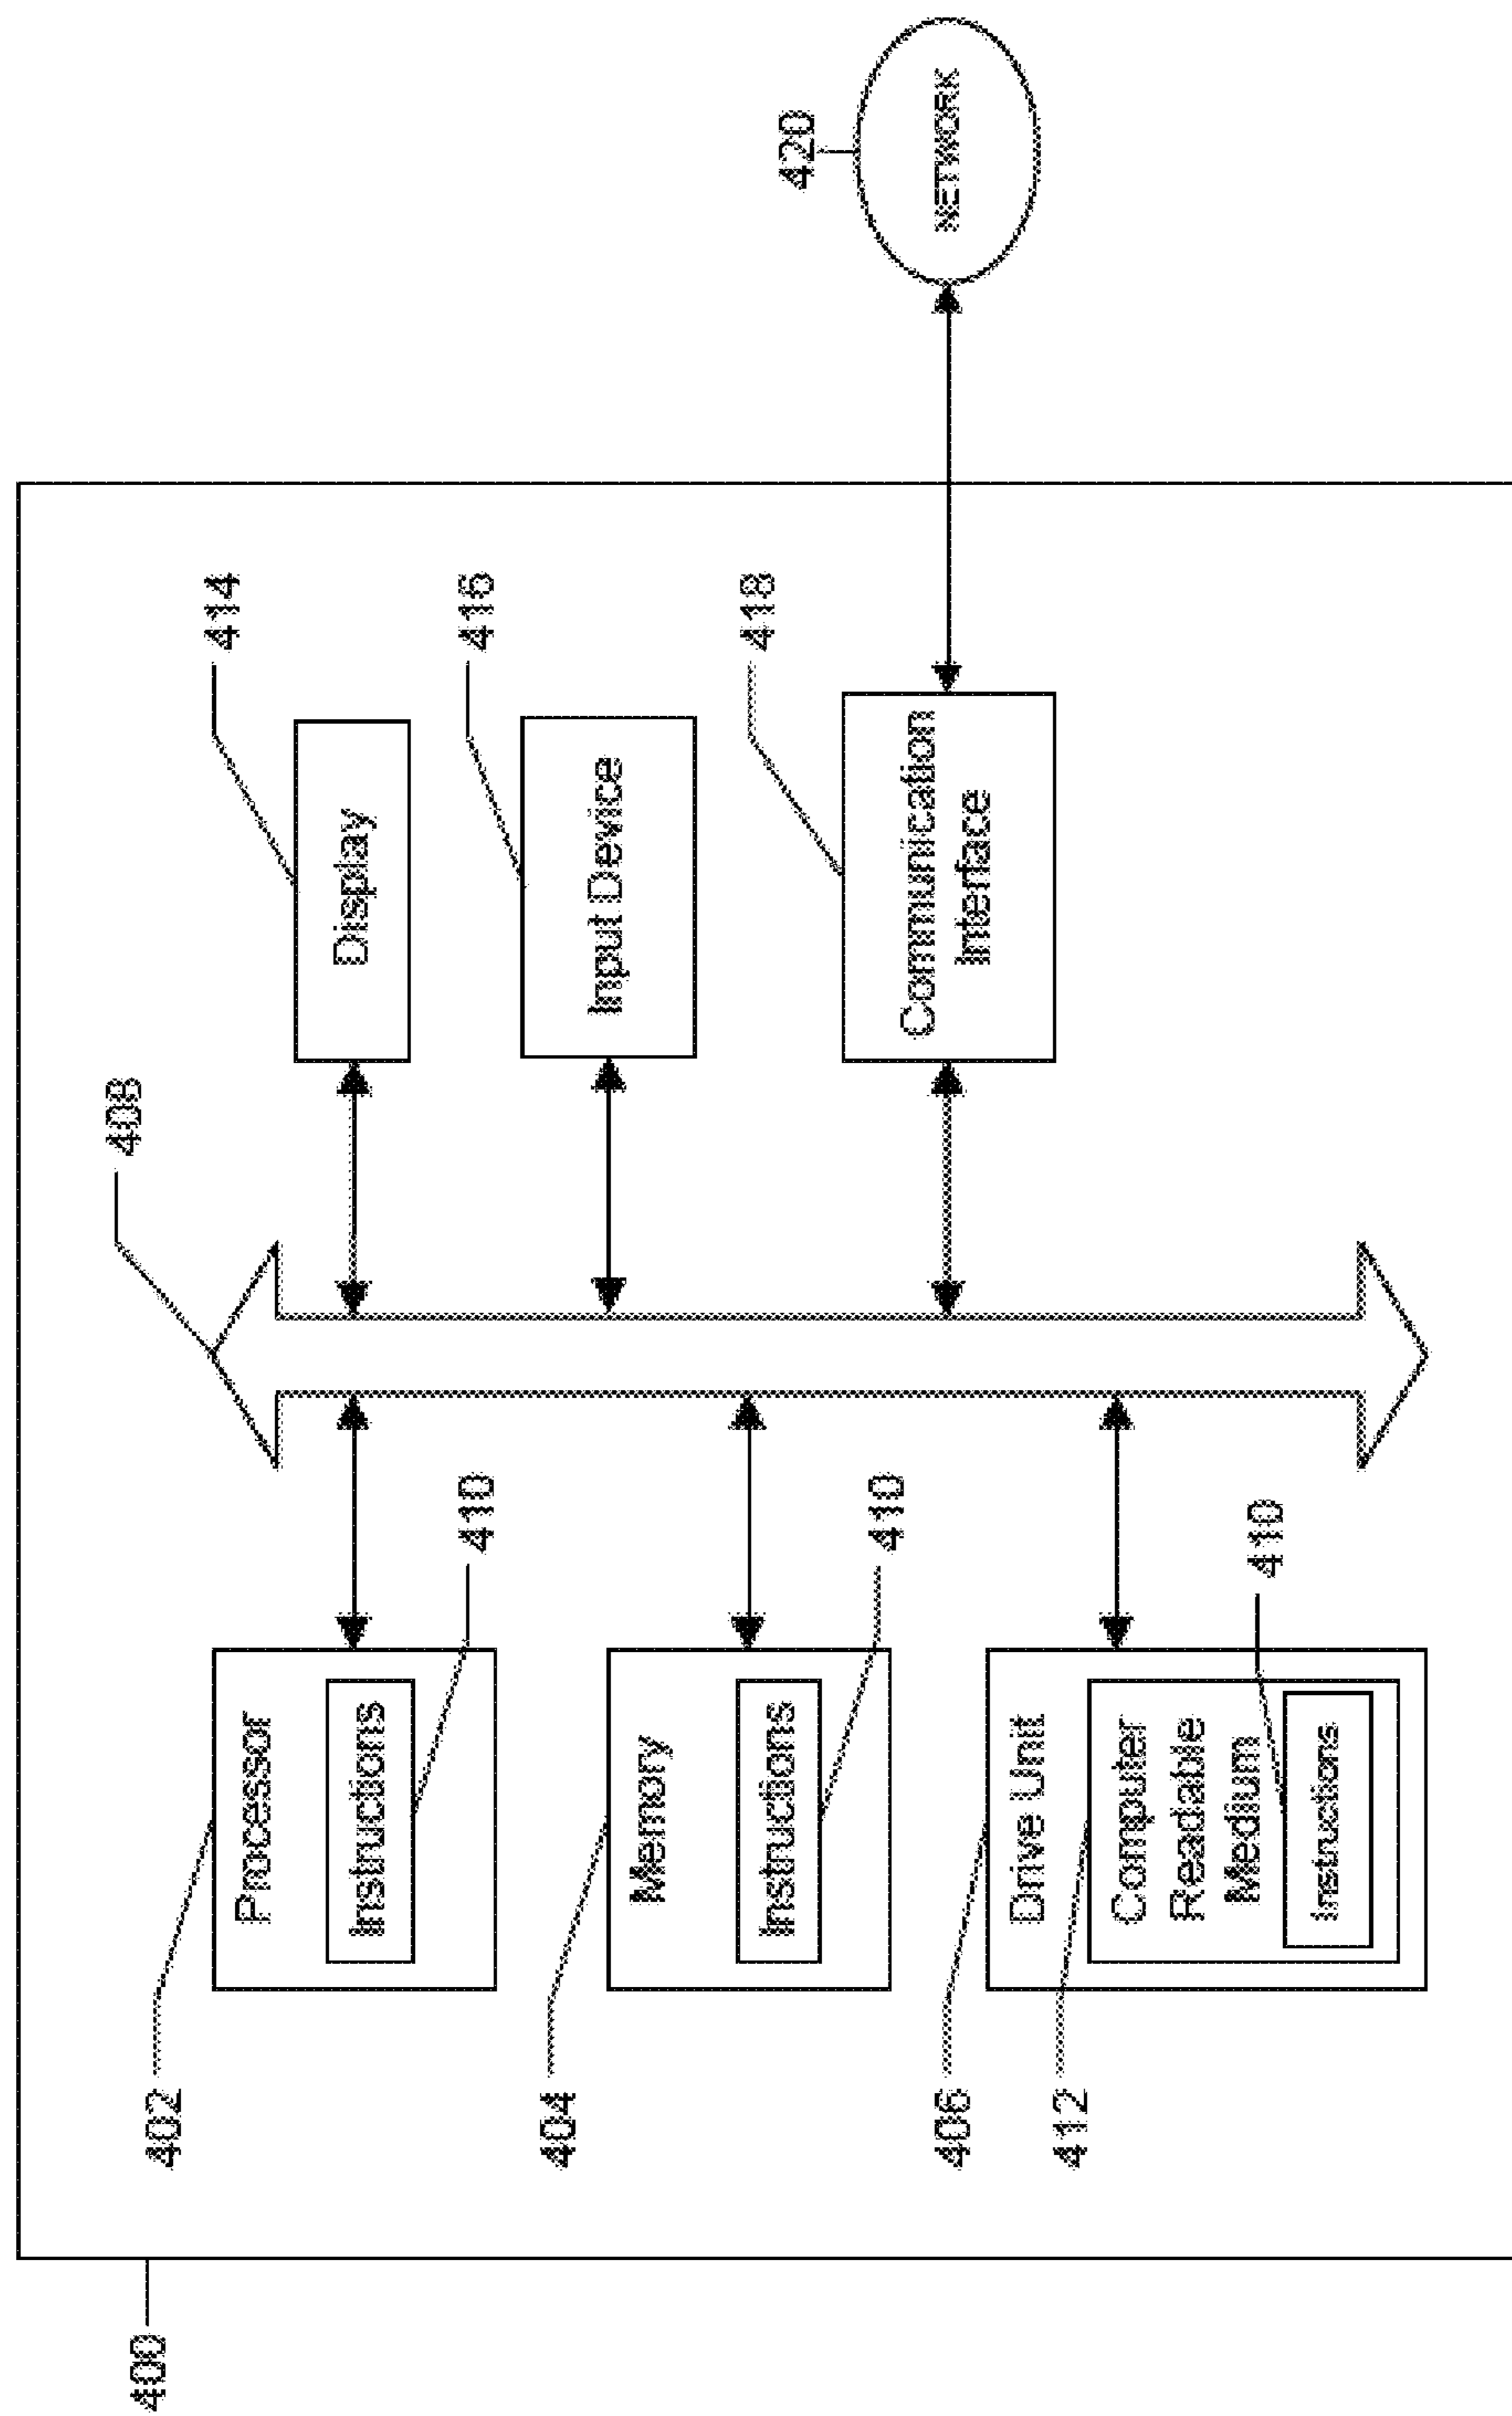 400
402
Processor
Instructions
410
404
Memory
Instructions
410
406
Drive Unit
412
Computer
Readable
Medium
Instructions
410
408
414
Display
416
Input Device
418
Communication
Interface
420
NETWORK